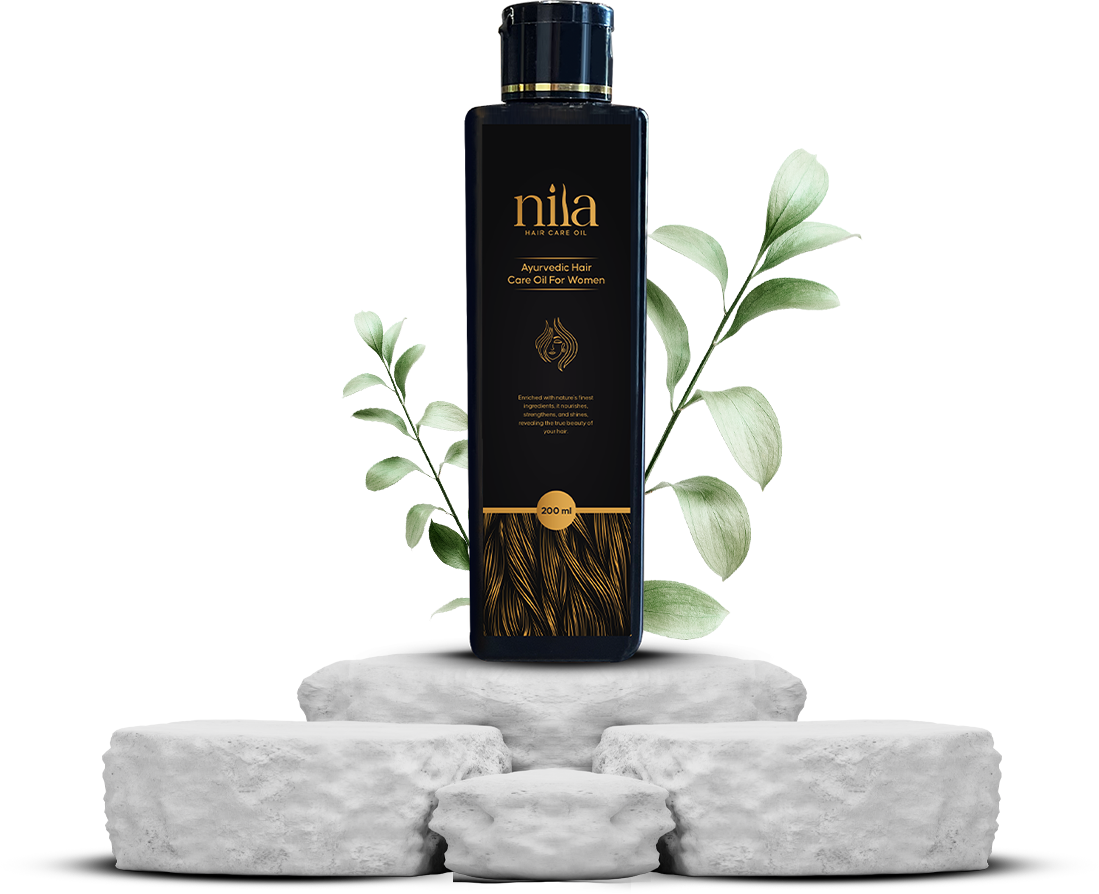 nila
HAIR CARE OIL
Ayurvedic Hair
Care Oil For Women
Enriched with nature's finest
ingredients, it nourishes,
strengthens, and shines,
revealing the true beauty of
your hair.
200 ml